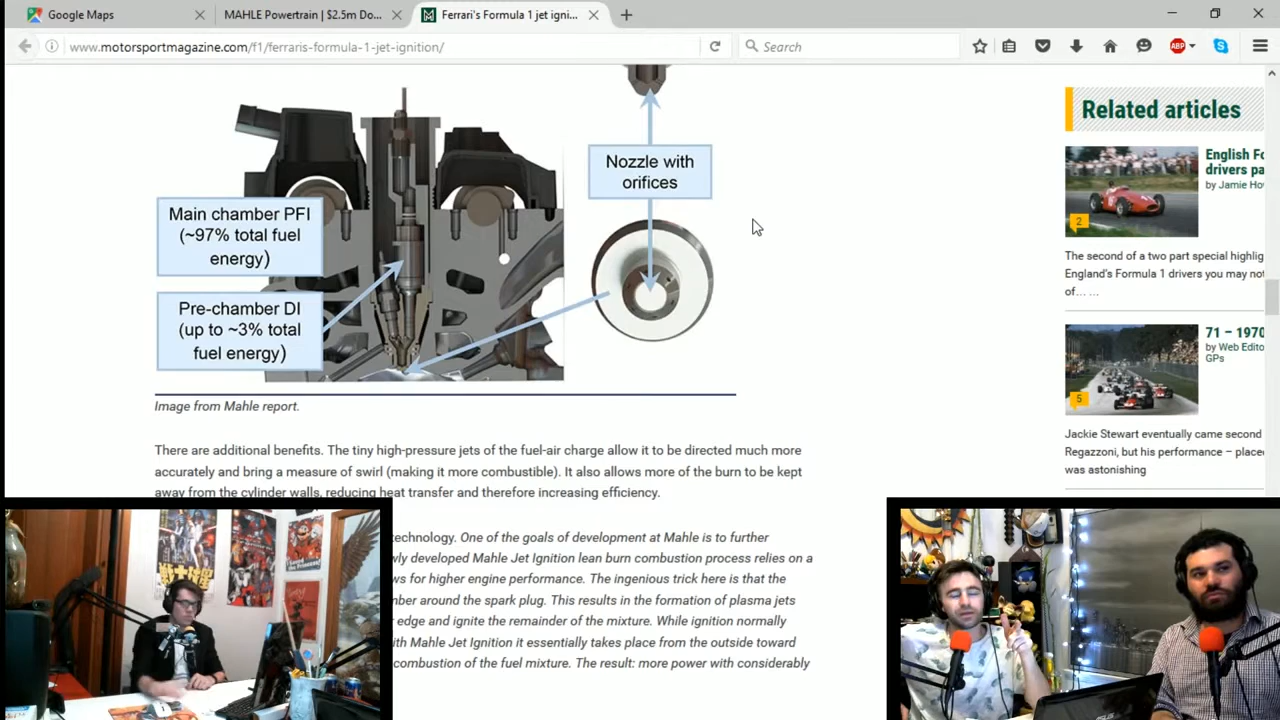 Google Maps
MAHLE Powertrain | $2.5m Do...
Ferrari's Formula 1 jet igni...
www.motorsportmagazine.com/f1/ferraris-formula-1-jet-ignition/
Search
ABP
Nozzle with
orifices
Main chamber PFI
(~97% total fuel
energy)
Pre-chamber DI
(up to ~3% total
fuel energy)
Image from Mahle report.
There are additional benefits. The tiny high-pressure jets of the fuel-air charge allow it to be directed much more
accurately and bring a measure of swirl (making it more combustible). It also allows more of the burn to be kept
away from the cylinder walls, reducing heat transfer and therefore increasing efficiency.
technology. One of the goals of development at Mahle is to further
wly developed Mahle Jet Ignition lean burn combustion process relies on a
ws for higher engine performance. The ingenious trick here is that the
mber around the spark plug. This results in the formation of plasma jets
r edge and ignite the remainder of the mixture. While ignition normally
ith Mahle Jet Ignition it essentially takes place from the outside toward
combustion of the fuel mixture. The result: more power with considerably
Related articles
English Fo
drivers pa
by Jamie Ho
2
The second of a two part special highlig
England's Formula 1 drivers you may not
of... ...
71 – 1970
by Web Edito
GPs
5
Jackie Stewart eventually came second
Regazzoni, but his performance – place
was astonishing